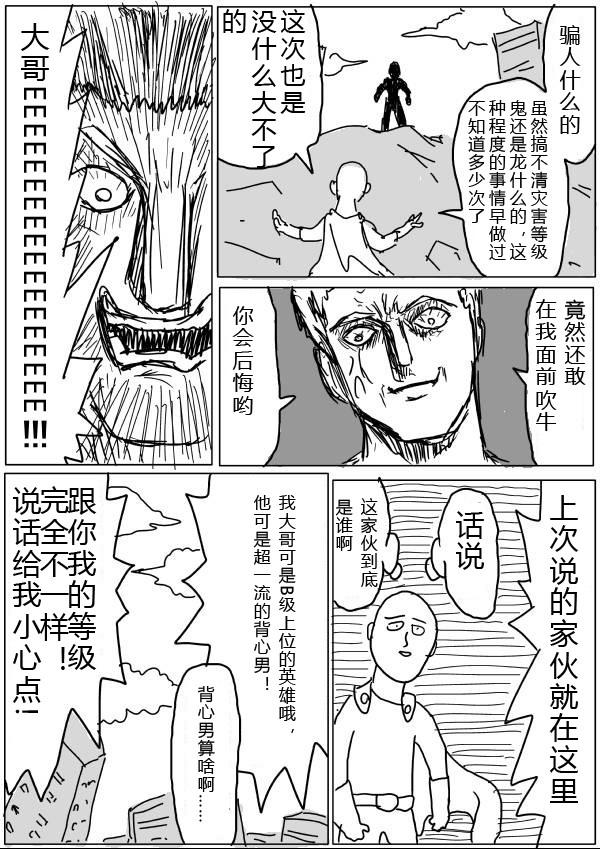 骗人什么的
虽然搞不清灾害等级
鬼还是龙什么的，这
种程度的事情早做过
不知道多少次了
这次也是
没什么大不了
的
大哥EEEEEEEEEEEEEEEEEE!!!
竟然还敢
在我面前吹牛
你会后悔哟
上次说的家伙就在这里
话说
这家伙到底
是谁啊
我大哥可是B级上位的英雄哦，
他可是超一流的背心男！
背心男算啥啊……
跟你我的等级
完全不一样！
说话给我小心点！